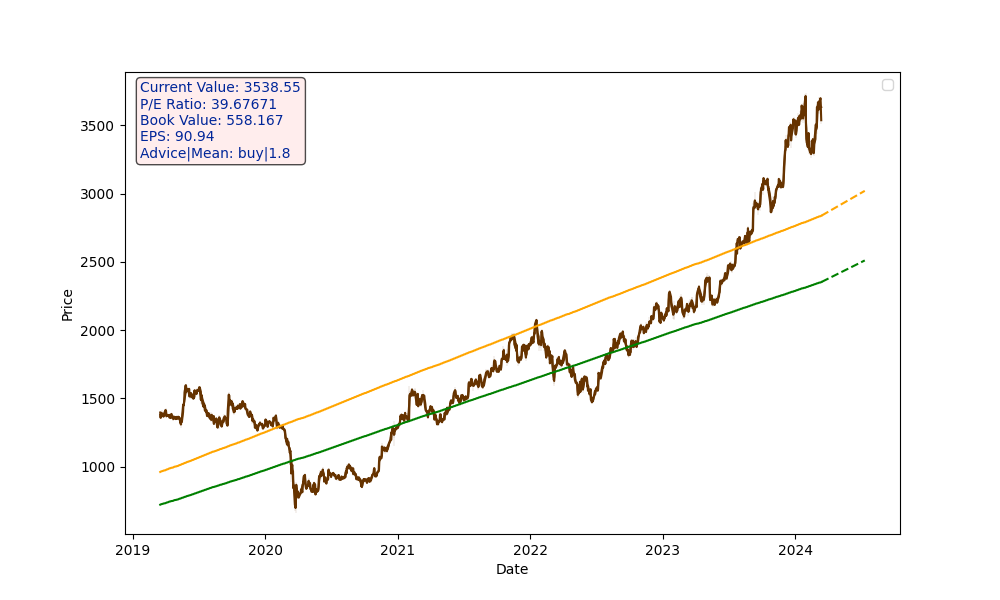 Current Value: 3538.55
P/E Ratio: 39.67671
Book Value: 558.167
EPS: 90.94
Advice|Mean: buy|1.8
3500
3000
2500
2000
1500
1000
Price
2019
2020
2021
2022
2023
2024
Date